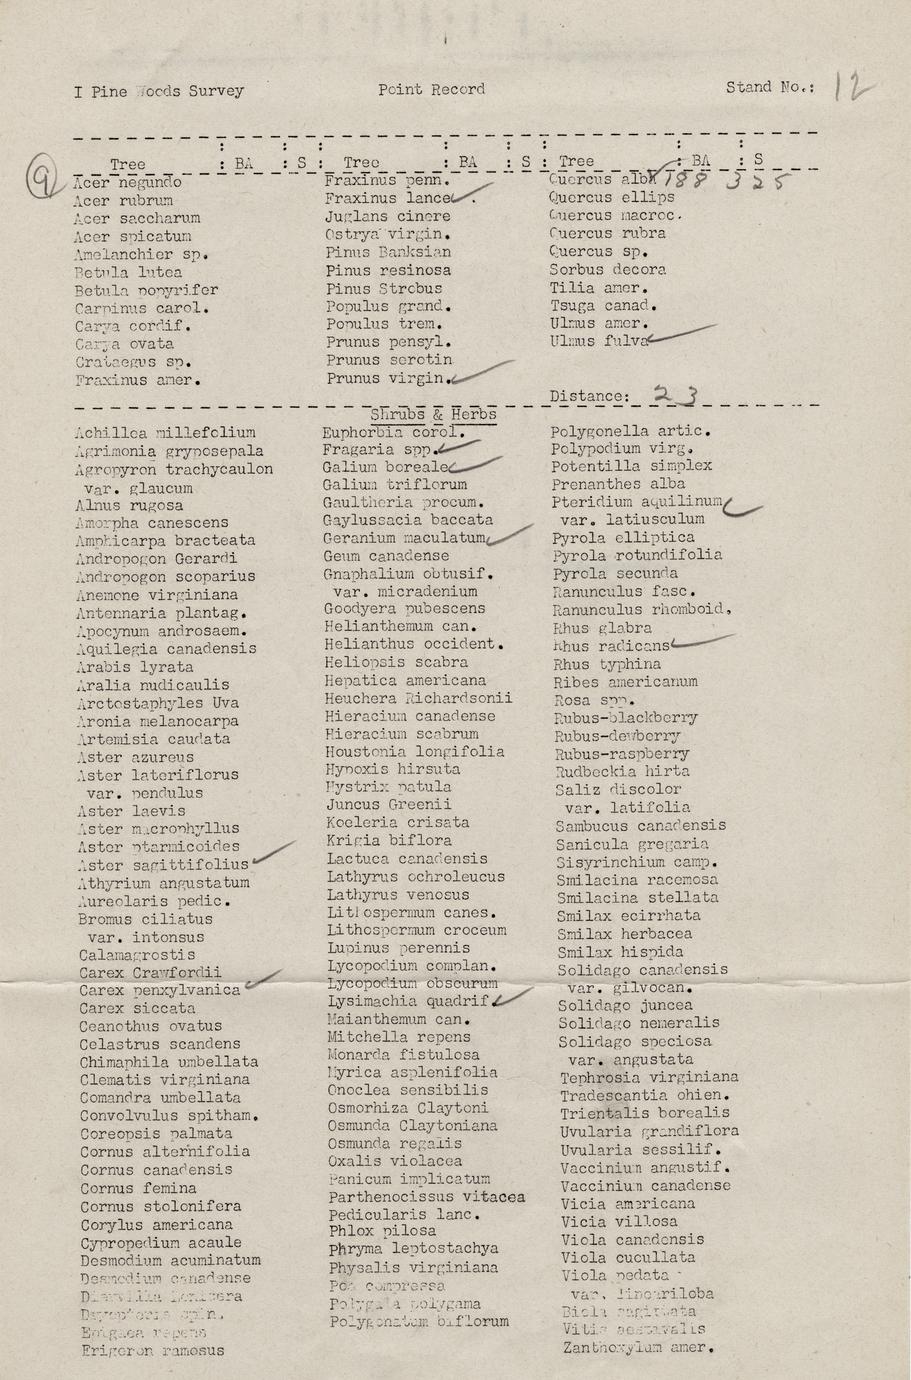 I Pine Woods Survey Point Record Stand No.: 12
9
Tree : BA : S : Tree : BA : S : Tree : BA : S
Acer negundo
Acer rubrum
Acer saccharum
Acer spicatum
Amelanchier sp.
Betula lutea
Betula popyrifer
Carpinus carol.
Carya cordif.
Carya ovata
Crataegus sp.
Fraxinus amer.
Fraxinus penn.
Fraxinus lance.
Juglans cinere
Ostrya virgin.
Pinus Banksian
Pinus resinosa
Pinus Strobus
Populus grand.
Populus trem.
Prunus pensyl.
Prunus serotin
Prunus virgin.
Quercus alba 188 325
Quercus ellips
Quercus macroc.
Quercus rubra
Quercus sp.
Sorbus decora
Tilia amer.
Tsuga canad.
Ulmus amer.
Ulmus fulva
Distance: 23
Shrubs & Herbs
Achillea millefolium
Agrimonia gryposepala
Agropyron trachycaulon
var. glaucum
Alnus rugosa
Amorpha canescens
Amphicarpa bracteata
Andropogon Gerardi
Andropogon scoparius
Anemone virginiana
Antennaria plantag.
Apocynum androsaem.
Aquilegia canadensis
Arabis lyrata
Aralia nudicaulis
Arctostaphyles Uva
Aronia melanocarpa
Artemisia caudata
Aster azureus
Aster lateriflorus
var. pendulus
Aster laevis
Aster macrophyllus
Aster ptarmicoides
Aster sagittifolius
Athyrium angustatum
Aureolaris pedic.
Bromus ciliatus
var. intonsus
Calamagrostis
Carex Crawfordii
Carex penxylvanica
Carex siccata
Ceanothus ovatus
Celastrus scandens
Chimaphila umbellata
Clematis virginiana
Comandra umbellata
Convolvulus spitham.
Coreopsis palmata
Cornus alternifolia
Cornus canadensis
Cornus femina
Cornus stolonifera
Corylus americana
Cypropedium acaule
Desmodium acuminatum
Desmodium canadense
Diervilla lonicera
Dryopteris spin.
Epigaea repens
Erigeron ramosus
Euphorbia corol.
Fragaria spp.
Galium boreale
Galium triflorum
Gaultheria procum.
Gaylussacia baccata
Geranium maculatum
Geum canadense
Gnaphalium obtusif.
var. micradenium
Goodyera pubescens
Helianthemum can.
Helianthus occident.
Heliopsis scabra
Hepatica americana
Heuchera Richardsonii
Hieracium canadense
Hieracium scabrum
Houstonia longifolia
Hypoxis hirsuta
Hystrix patula
Juncus Greenii
Koeleria crisata
Krigia biflora
Lactuca canadensis
Lathyrus ochroleucus
Lathyrus venosus
Lithospermum canes.
Lithospermum croceum
Lupinus perennis
Lycopodium complan.
Lycopodium obscurum
Lysimachia quadrif.
Maianthemum can.
Mitchella repens
Monarda fistulosa
Myrica asplenifolia
Onoclea sensibilis
Osmorhiza Claytoni
Osmunda Claytoniana
Osmunda regalis
Oxalis violacea
Panicum implicatum
Parthenocissus vitacea
Pedicularis lanc.
Phlox pilosa
Phryma leptostachya
Physalis virginiana
Poa compressa
Polygala polygama
Polygonatum biflorum
Polygonella artic.
Polypodium virg.
Potentilla simplex
Prenanthes alba
Pteridium aquilinum
var. latiusculum
Pyrola elliptica
Pyrola rotundifolia
Pyrola secunda
Ranunculus fasc.
Ranunculus rhomboid.
Rhus glabra
Rhus radicans
Rhus typhina
Ribes americanum
Rosa spp.
Rubus-blackberry
Rubus-dewberry
Rubus-raspberry
Rudbeckia hirta
Saliz discolor
var. latifolia
Sambucus canadensis
Sanicula gregaria
Sisyrinchium camp.
Smilacina racemosa
Smilacina stellata
Smilax ecirrhata
Smilax herbacea
Smilax hispida
Solidago canadensis
var. gilvocan.
Solidago juncea
Solidago nemeralis
Solidago speciosa
var. angustata
Tephrosia virginiana
Tradescantia ohien.
Trientalis borealis
Uvularia grandiflora
Uvularia sessilif.
Vaccinium angustif.
Vaccinium canadense
Vicia americana
Vicia villosa
Viola canadensis
Viola cucullata
Viola pedata
var. lineariloba
Viola sagittata
Vitis aestavalis
Zanthoxylum amer.